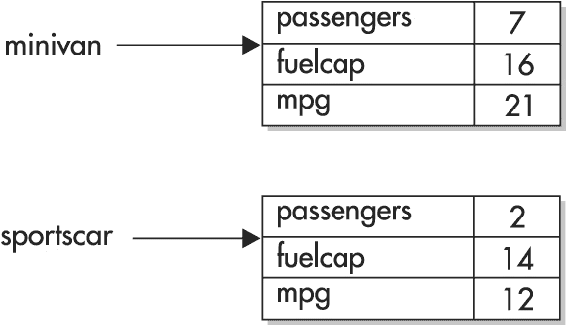 minivan
passengers 7
fuelcap 16
mpg 21
sportscar
passengers 2
fuelcap 14
mpg 12